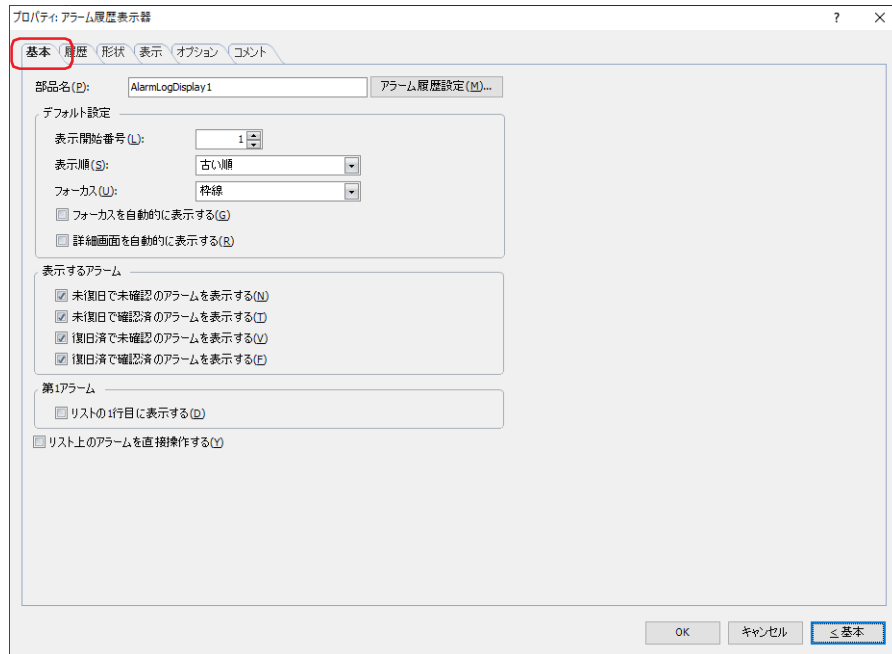 プロパティ: アラーム履歴表示器 ? ×
基本 履歴 形状 表示 オプション コメント
部品名(P): AlarmLogDisplay1 アラーム履歴設定(M)...
デフォルト設定
表示開始番号(L): 1
表示順(S): 古い順
フォーカス(U): 枠線
フォーカスを自動的に表示する(G)
詳細画面を自動的に表示する(R)
表示するアラーム
未復旧で未確認のアラームを表示する(N)
未復旧で確認済のアラームを表示する(T)
復旧済で未確認のアラームを表示する(V)
復旧済で確認済のアラームを表示する(F)
第1アラーム
リストの1行目に表示する(D)
リスト上のアラームを直接操作する(Y)
OK キャンセル <基本